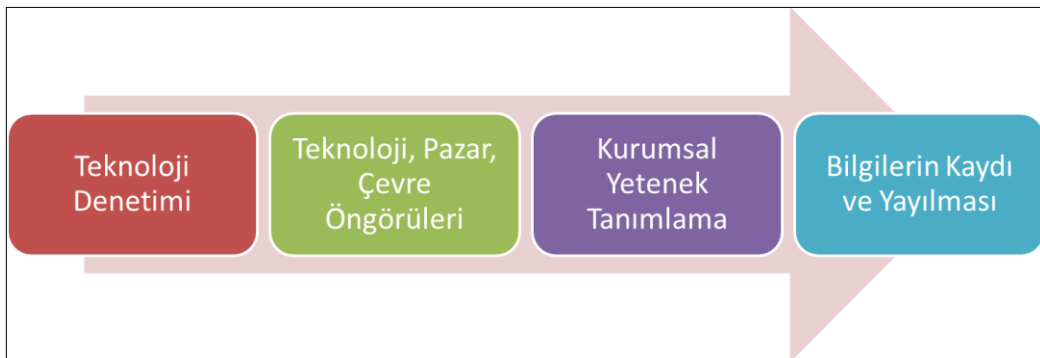 Teknoloji
Denetimi
Teknoloji, Pazar,
Çevre
Öngörüleri
Kurumsal
Yetenek
Tanımlama
Bilgilerin Kaydı
ve Yayılması